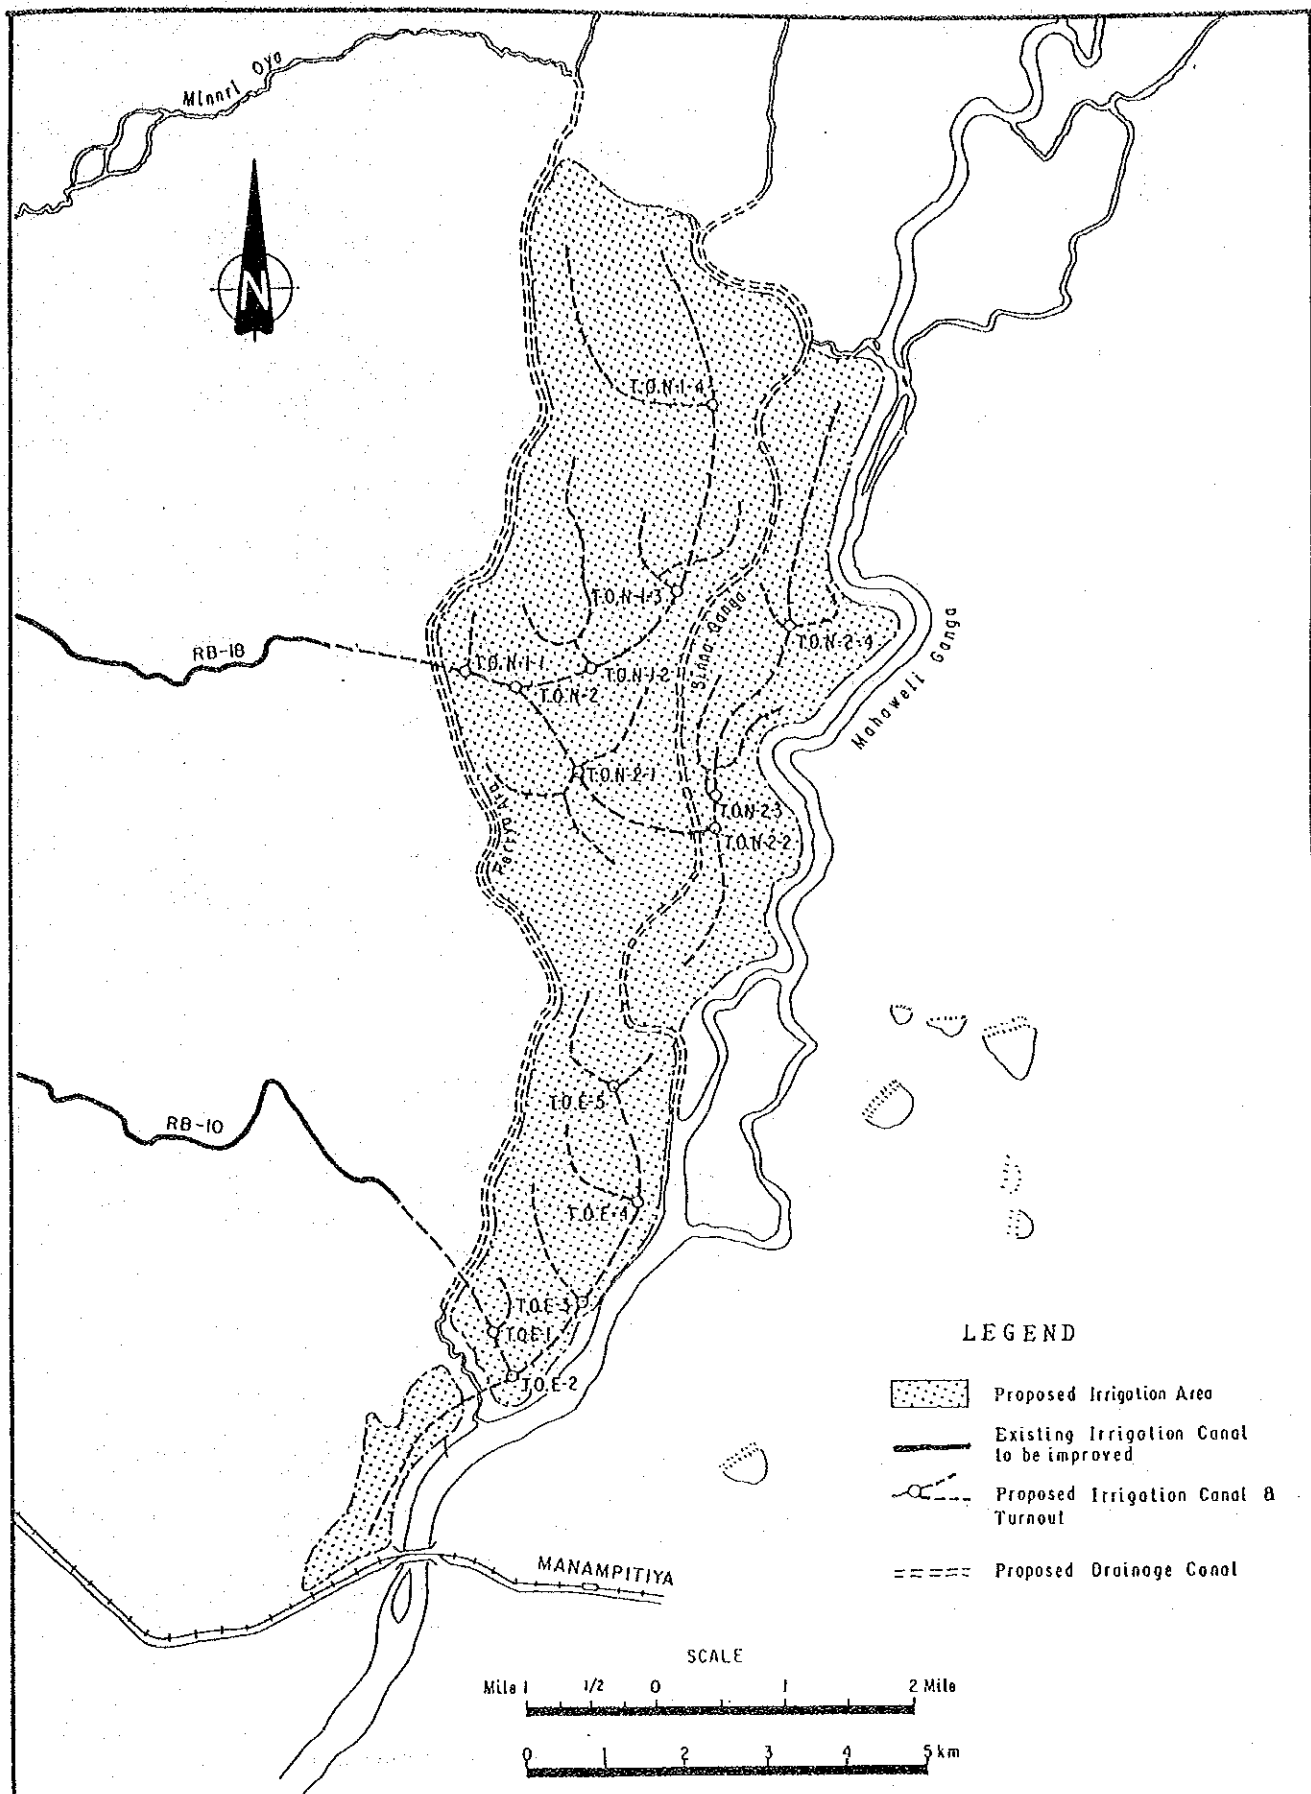 Minnri Oya
N
T.O.N-1-4
T.O.N-1-3
Binna Ganga
T.O.N-2-4
RB-18
T.O.N-1-1
T.O.N-1-2
T.O.N-2
Mahaweli Ganga
T.O.N-2-1
T.O.N-2-3
T.O.N-2-2
T.O.E-5
RB-10
T.O.E-4
T.O.E-3
T.O.E-1
T.O.E-2
LEGEND
Proposed Irrigation Area
Existing Irrigation Canal
to be improved
Proposed Irrigation Canal &
Turnout
Proposed Drainage Canal
MANAMPITIYA
SCALE
Mile 1 1/2 0 1 2 Mile
0 1 2 3 4 5 km